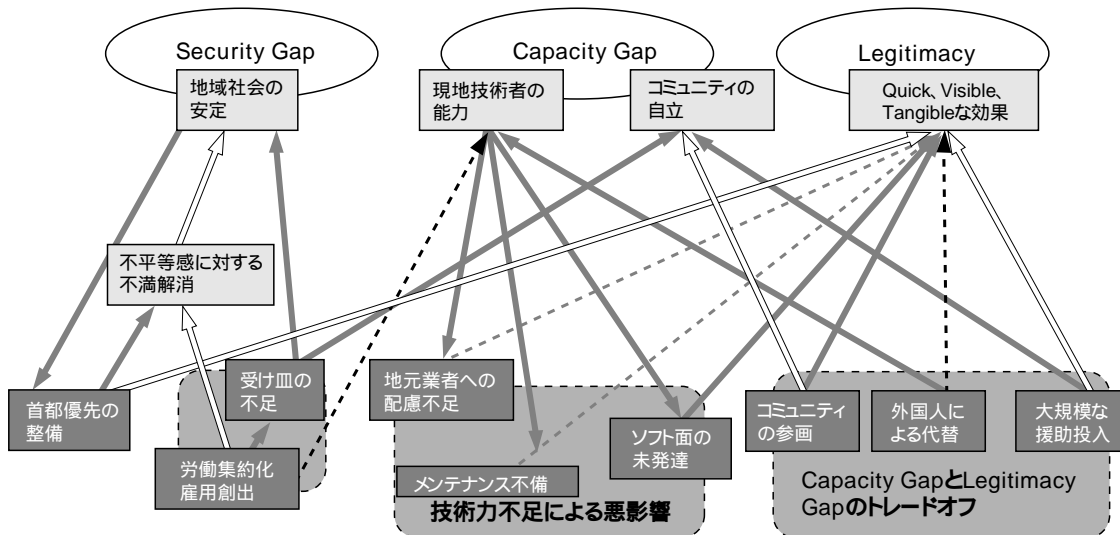 Security Gap
地域社会の
安定
Capacity Gap
現地技術者の
能力
コミュニティの
自立
Legitimacy
Quick、Visible、
Tangibleな効果
不平等感に対する
不満解消
首都優先の
整備
受け皿の
不足
労働集約化
雇用創出
地元業者への
配慮不足
メンテナンス不備
ソフト面の
未発達
技術力不足による悪影響
コミュニティ
の参画
外国人に
よる代替
大規模な
援助投入
Capacity GapとLegitimacy
Gapのトレードオフ